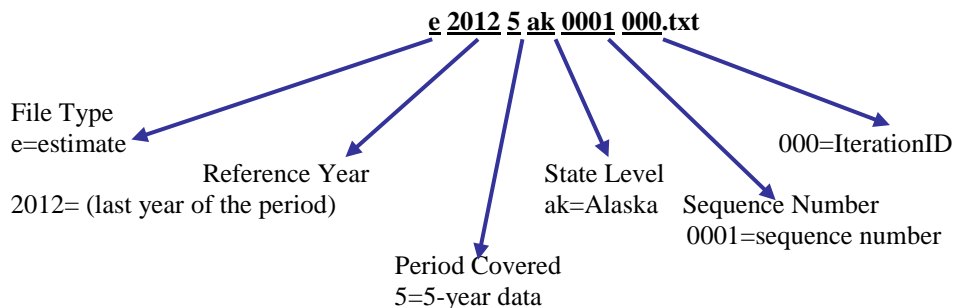 e 2012 5 ak 0001 000.txt
File Type
e=estimate
000=IterationID
Reference Year
2012= (last year of the period)
State Level
ak=Alaska
Sequence Number
0001=sequence number
Period Covered
5=5-year data